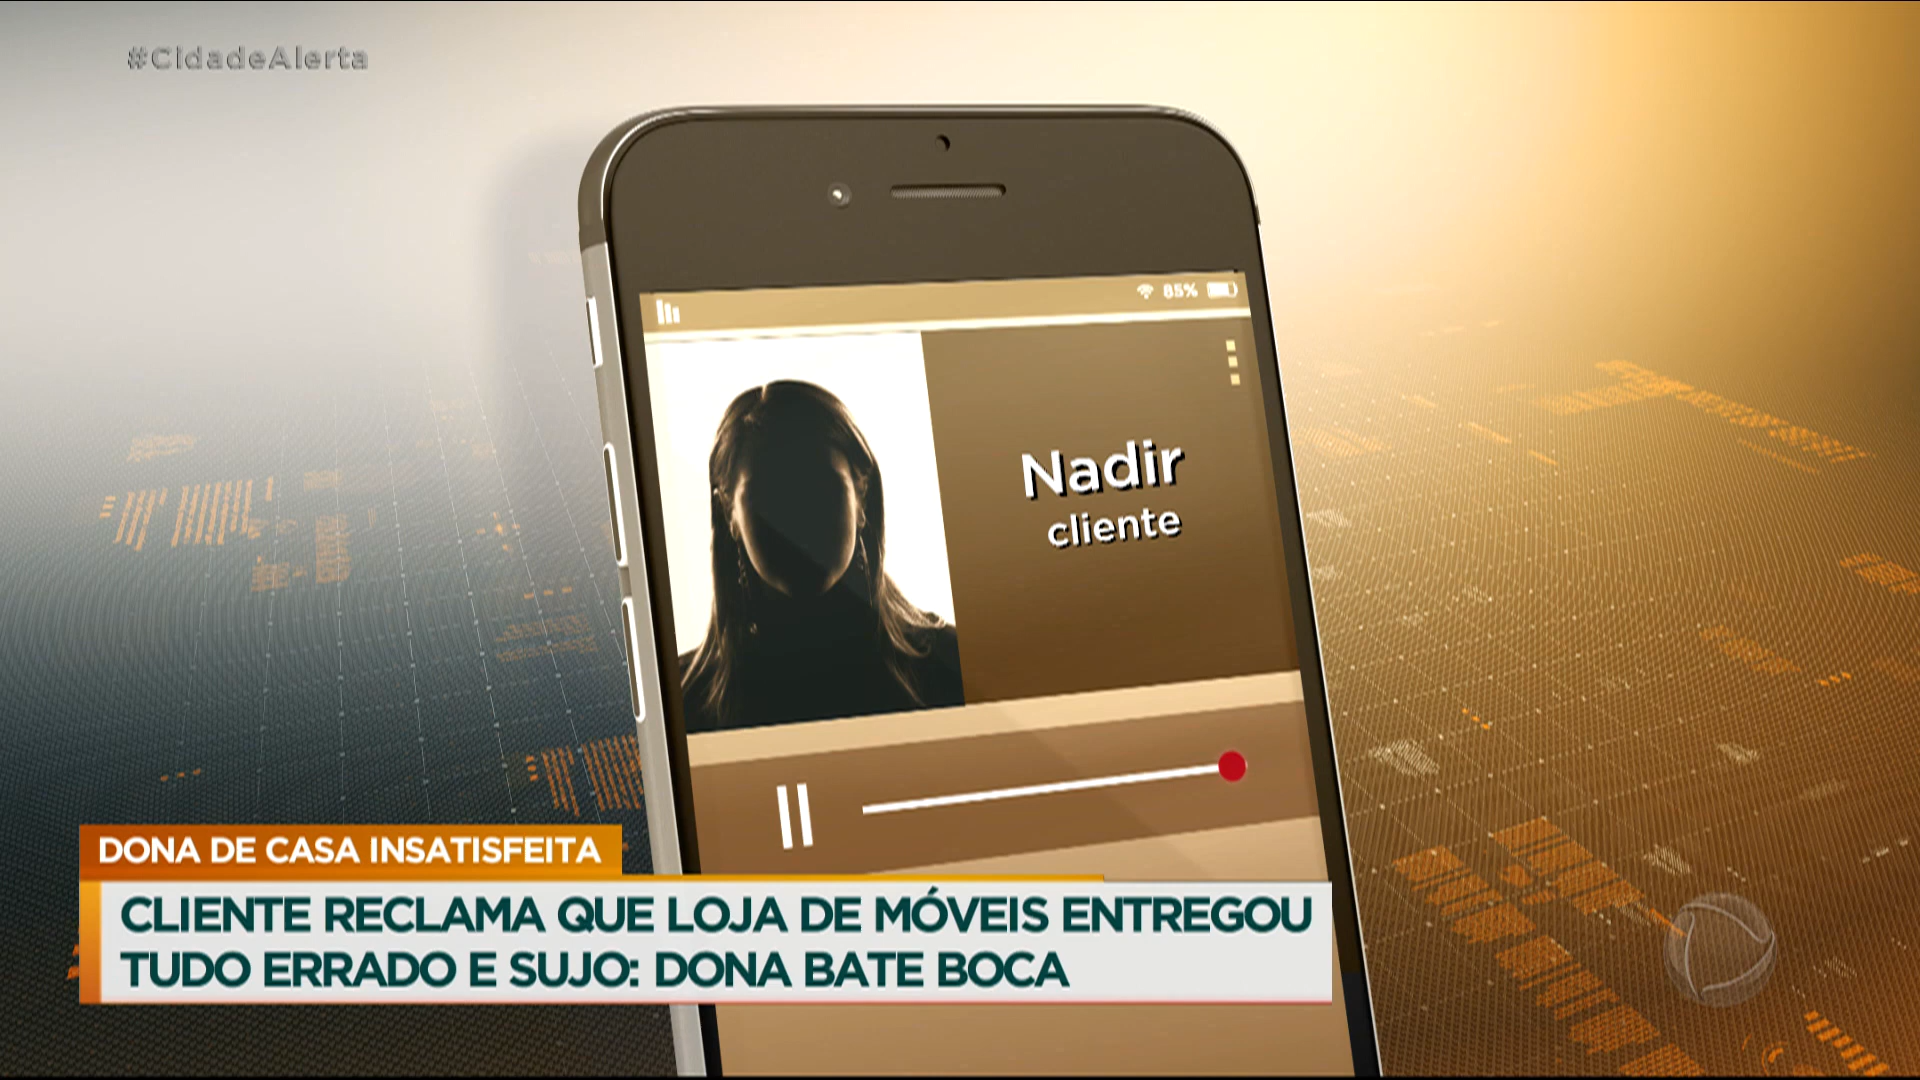 #CidadeAlerta
85%
Nadir
cliente
DONA DE CASA INSATISFEITA
CLIENTE RECLAMA QUE LOJA DE MÓVEIS ENTREGOU
TUDO ERRADO E SUJO: DONA BATE BOCA